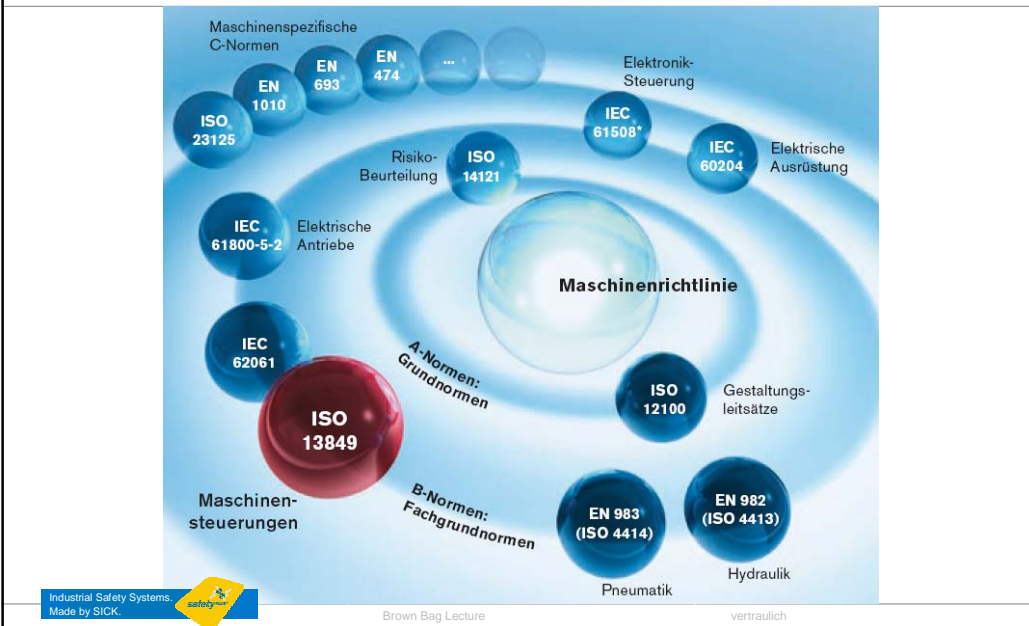 Maschinenspezifische
C-Normen
EN
474
...
EN
693
EN
1010
ISO
23125
Elektronik-
Steuerung
IEC
61508*
IEC
60204
Elektrische
Ausrüstung
Risiko-
Beurteilung
ISO
14121
IEC
61800-5-2
Elektrische
Antriebe
Maschinenrichtlinie
IEC
62061
A-Normen:
Grundnormen
ISO
12100
Gestaltungs-
leitsätze
ISO
13849
Maschinen-
steuerungen
B-Normen:
Fachgrundnormen
EN 983
(ISO 4414)
EN 982
(ISO 4413)
Hydraulik
Pneumatik
Industrial Safety Systems.
Made by SICK.
safety
Brown Bag Lecture
vertraulich